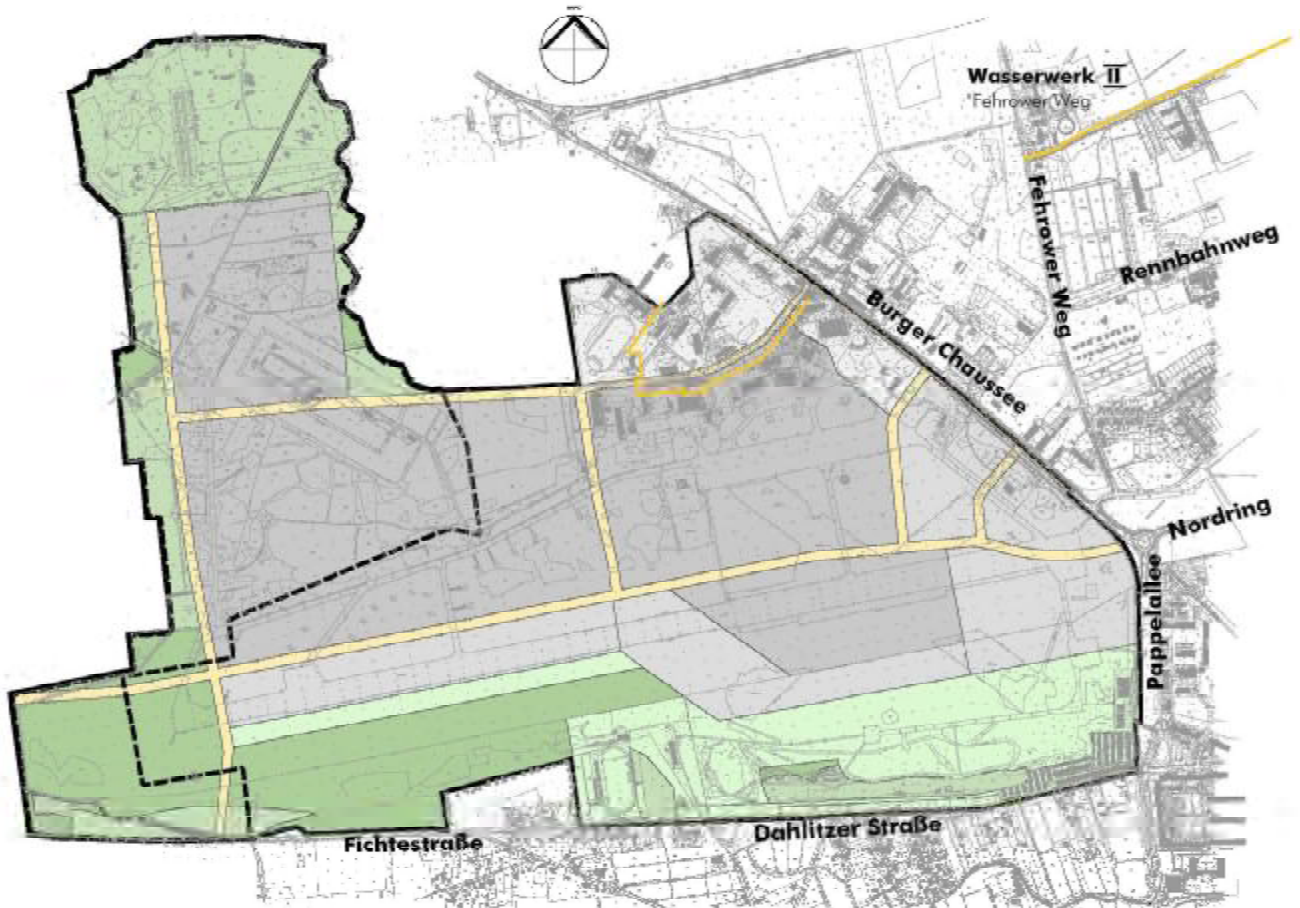 Wasserwerk II
"Fehrower Weg"
Fehrower Weg
Rennbahnweg
Burger Chaussee
Nordring
Pappelallee
Dahlitzer Straße
Fichtestraße